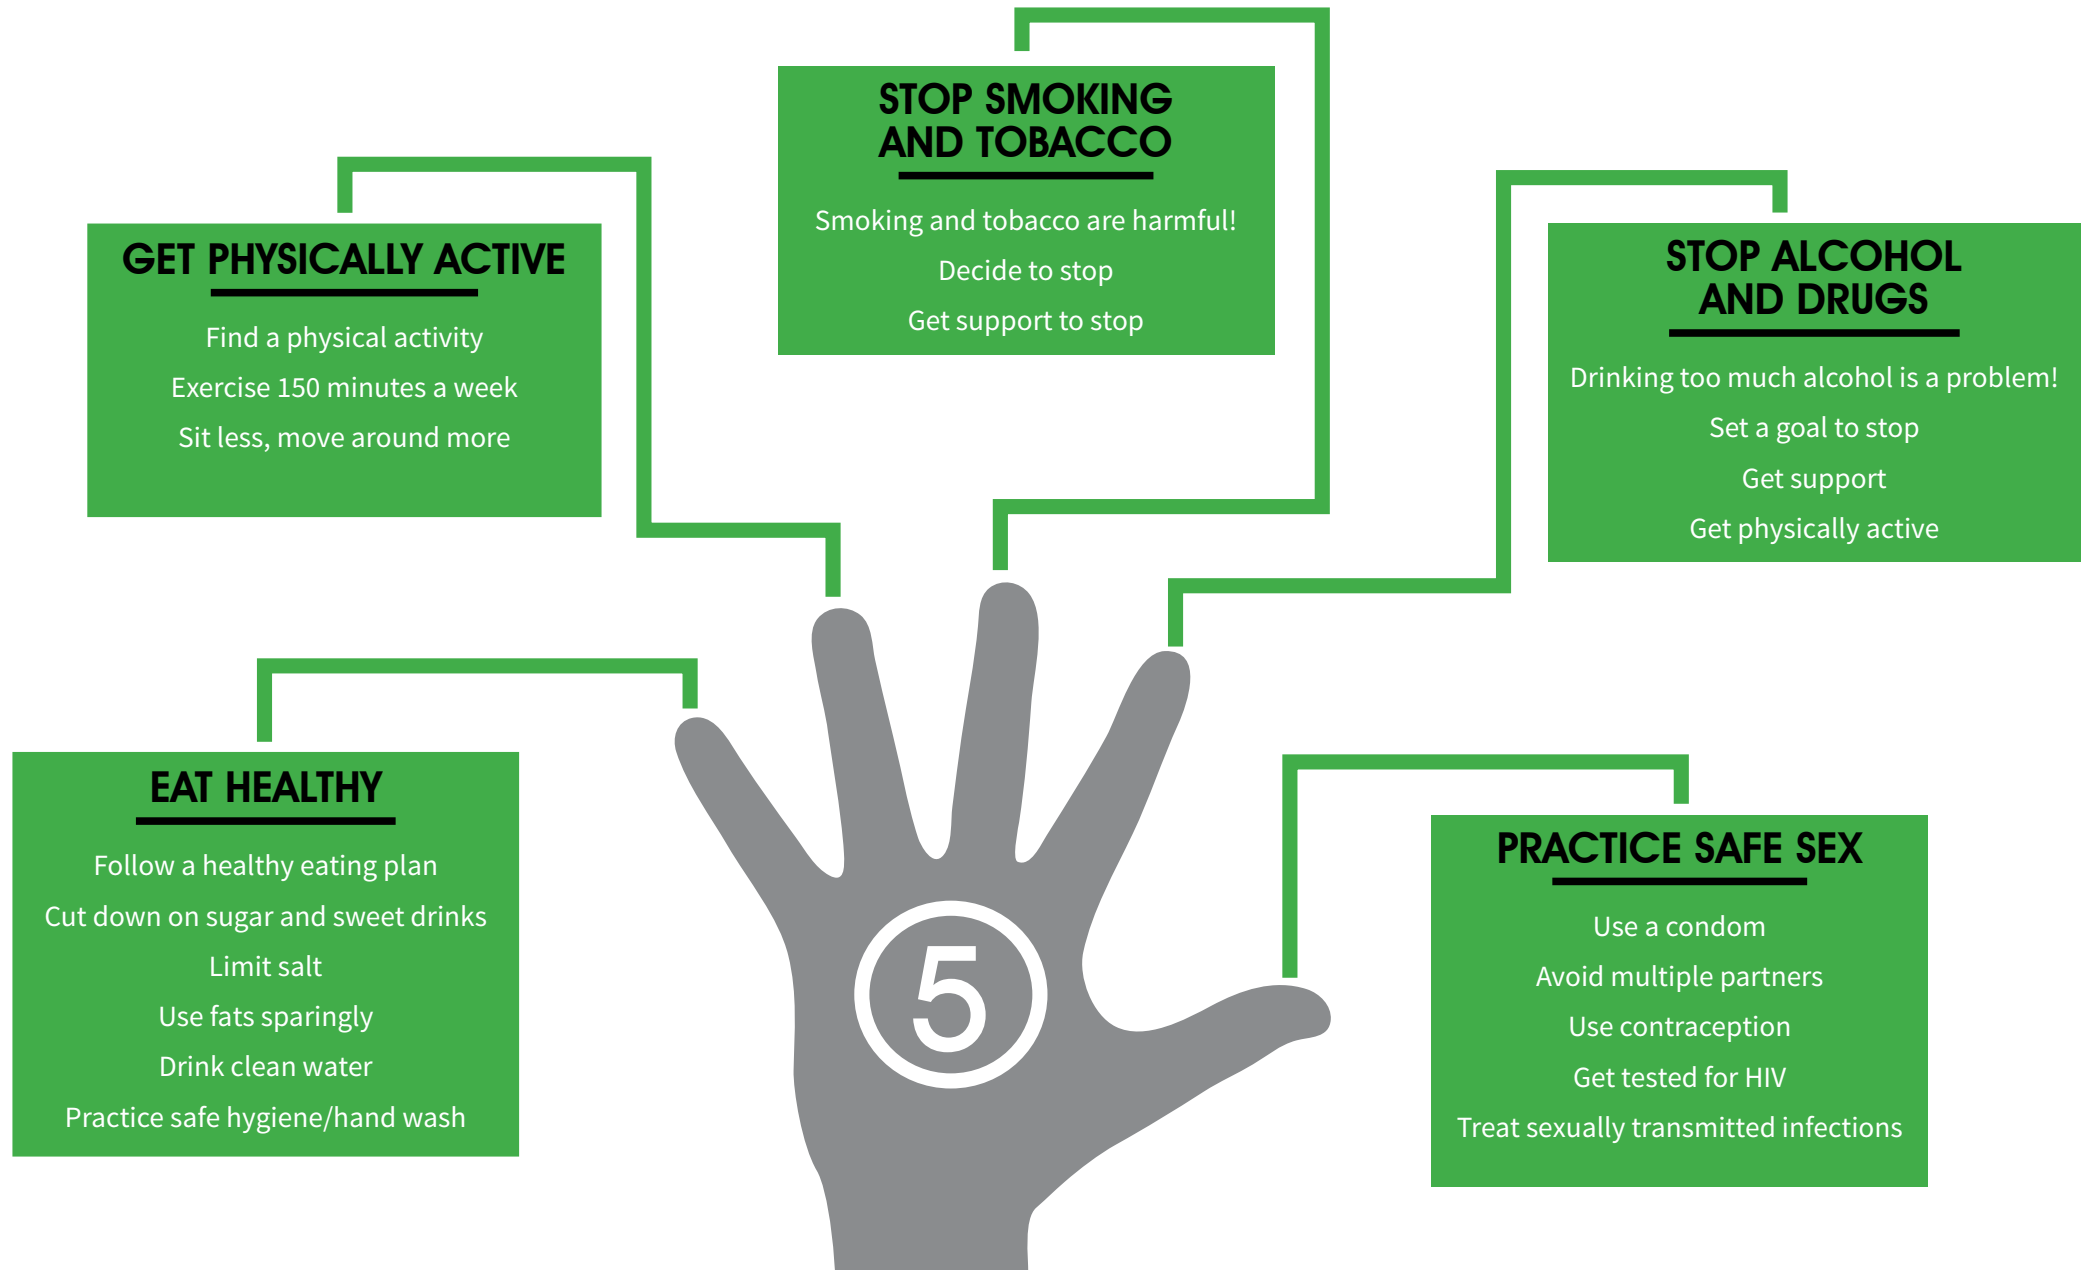 STOP SMOKING
AND TOBACCO
Smoking and tobacco are harmful!
Decide to stop
Get support to stop
GET PHYSICALLY ACTIVE
Find a physical activity
Exercise 150 minutes a week
Sit less, move around more
STOP ALCOHOL
AND DRUGS
Drinking too much alcohol is a problem!
Set a goal to stop
Get support
Get physically active
EAT HEALTHY
Follow a healthy eating plan
Cut down on sugar and sweet drinks
Limit salt
Use fats sparingly
Drink clean water
Practice safe hygiene/hand wash
5
PRACTICE SAFE SEX
Use a condom
Avoid multiple partners
Use contraception
Get tested for HIV
Treat sexually transmitted infections